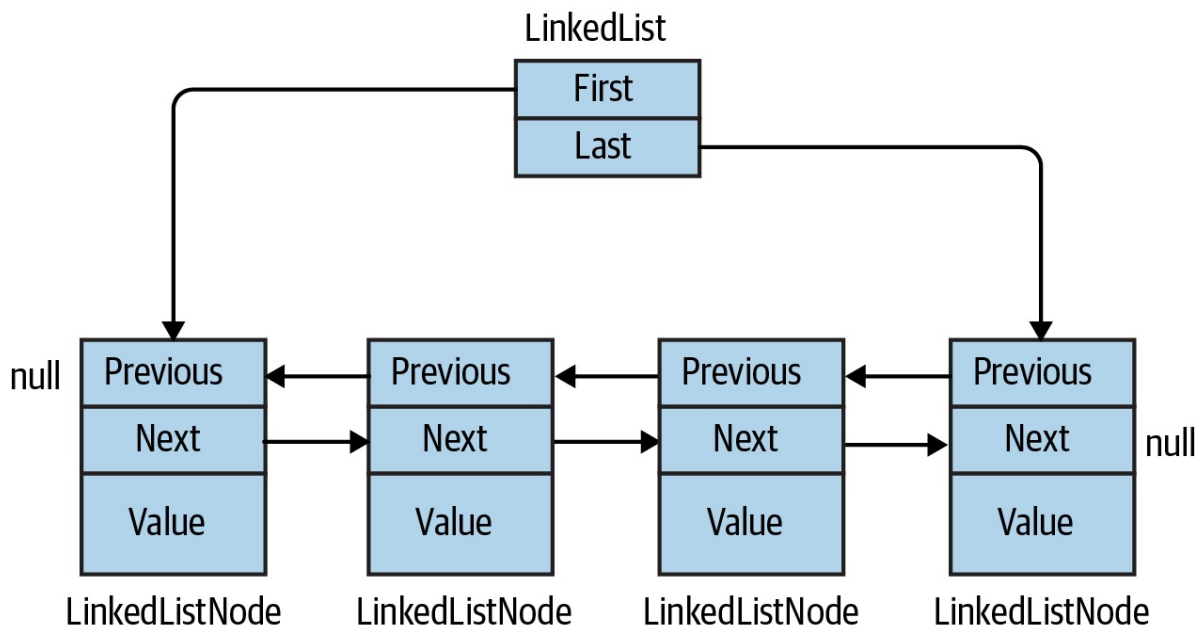 LinkedList
First
Last
null
Previous
Previous
Previous
Previous
Next
Next
Next
Next
null
Value
Value
Value
Value
LinkedListNode
LinkedListNode
LinkedListNode
LinkedListNode